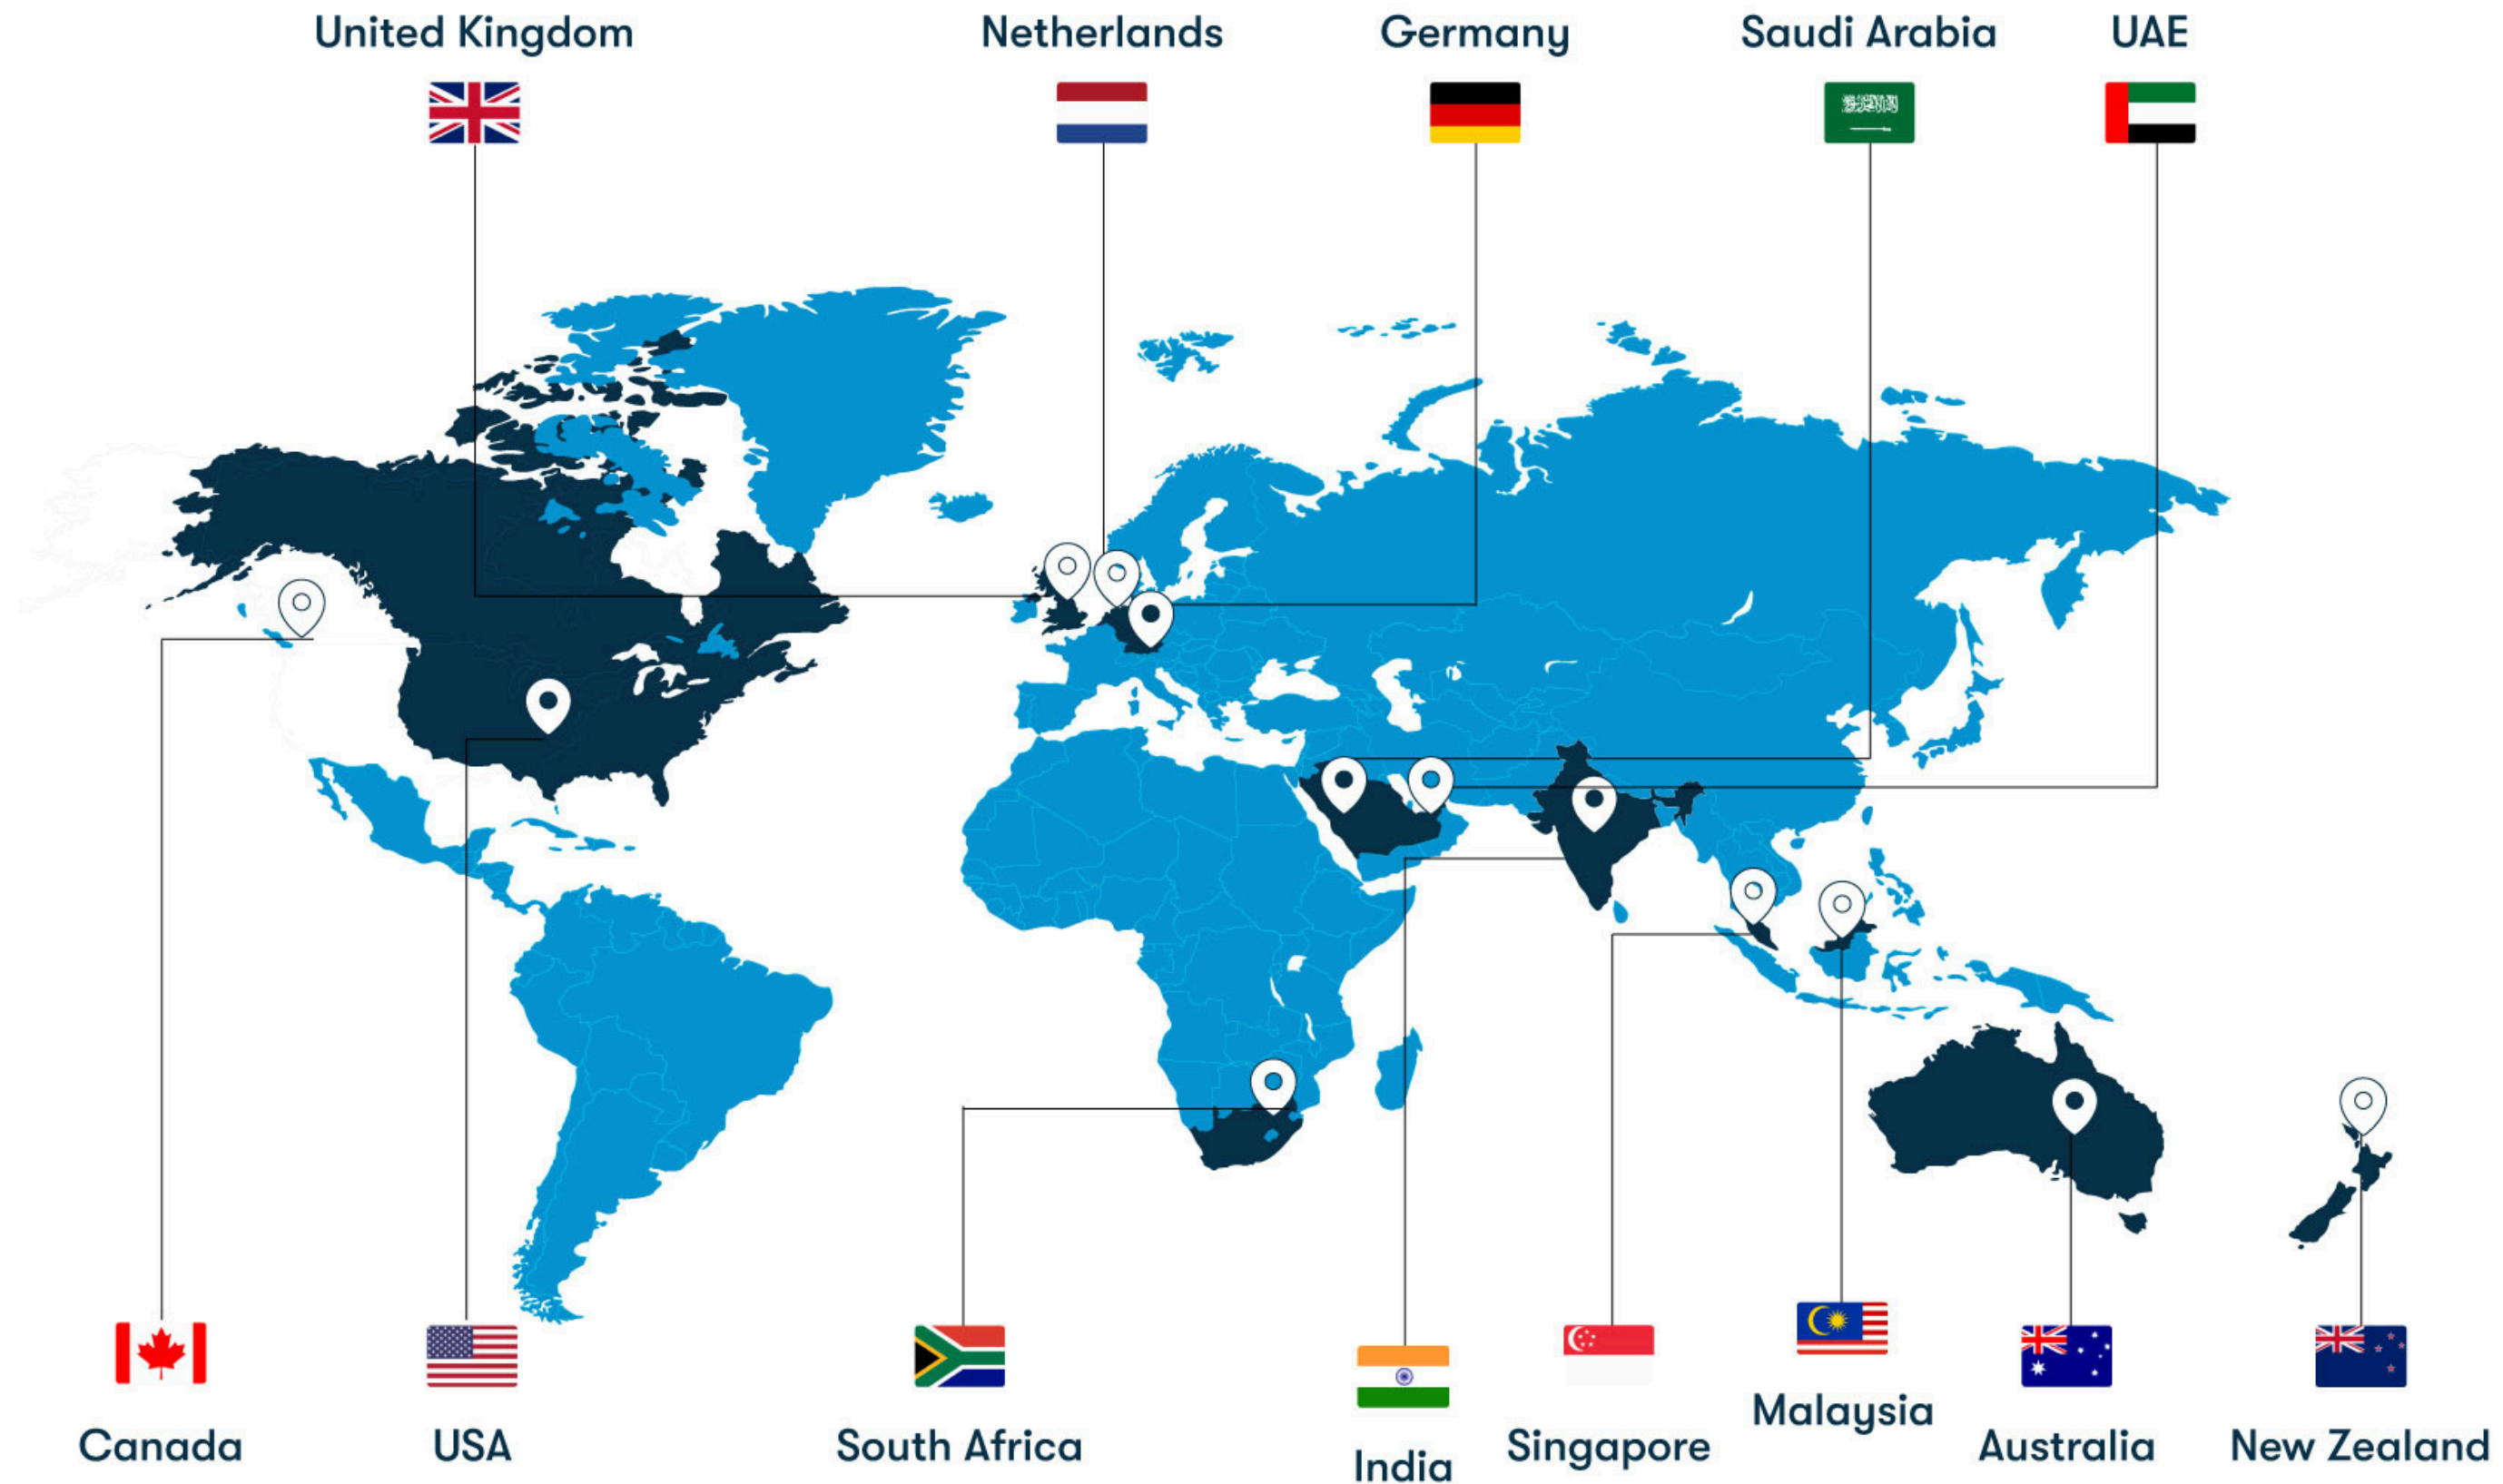 United Kingdom
Netherlands
Germany
Saudi Arabia
UAE
Canada
USA
South Africa
India
Singapore
Malaysia
Australia
New Zealand